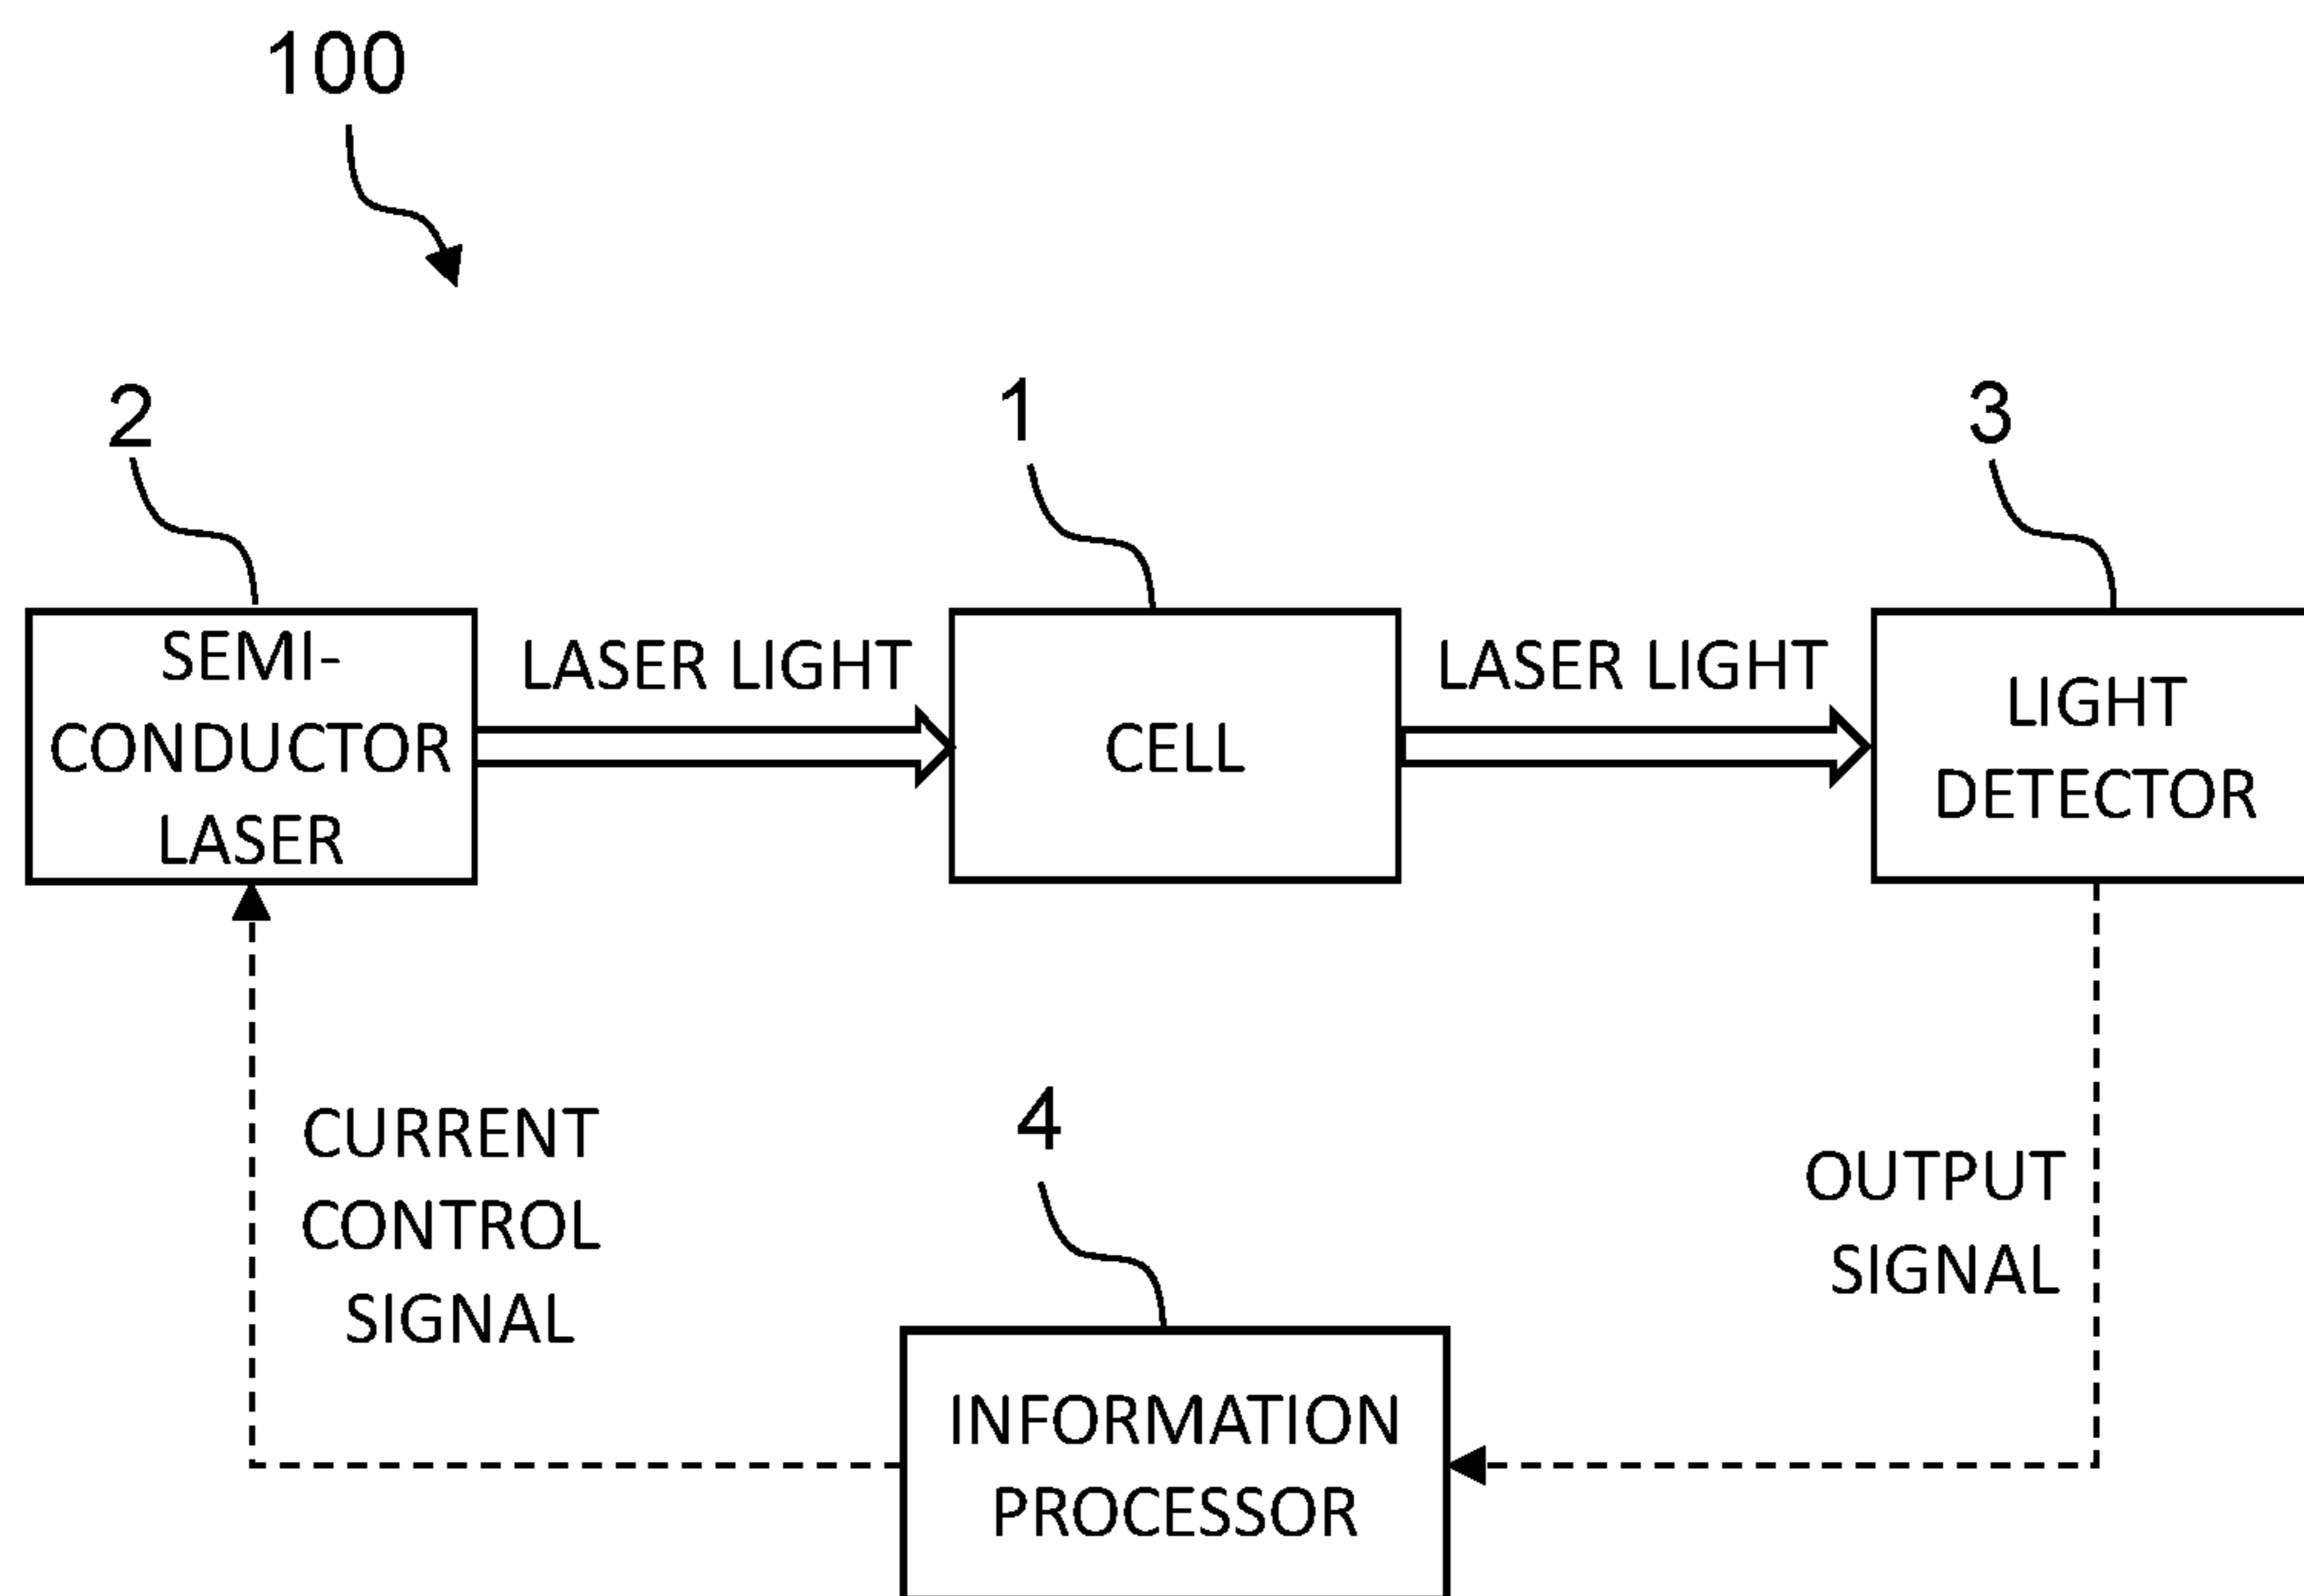 100
2
1
3
SEMI-
CONDUCTOR
LASER
LASER LIGHT
CELL
LASER LIGHT
LIGHT
DETECTOR
CURRENT
CONTROL
SIGNAL
4
OUTPUT
SIGNAL
INFORMATION
PROCESSOR